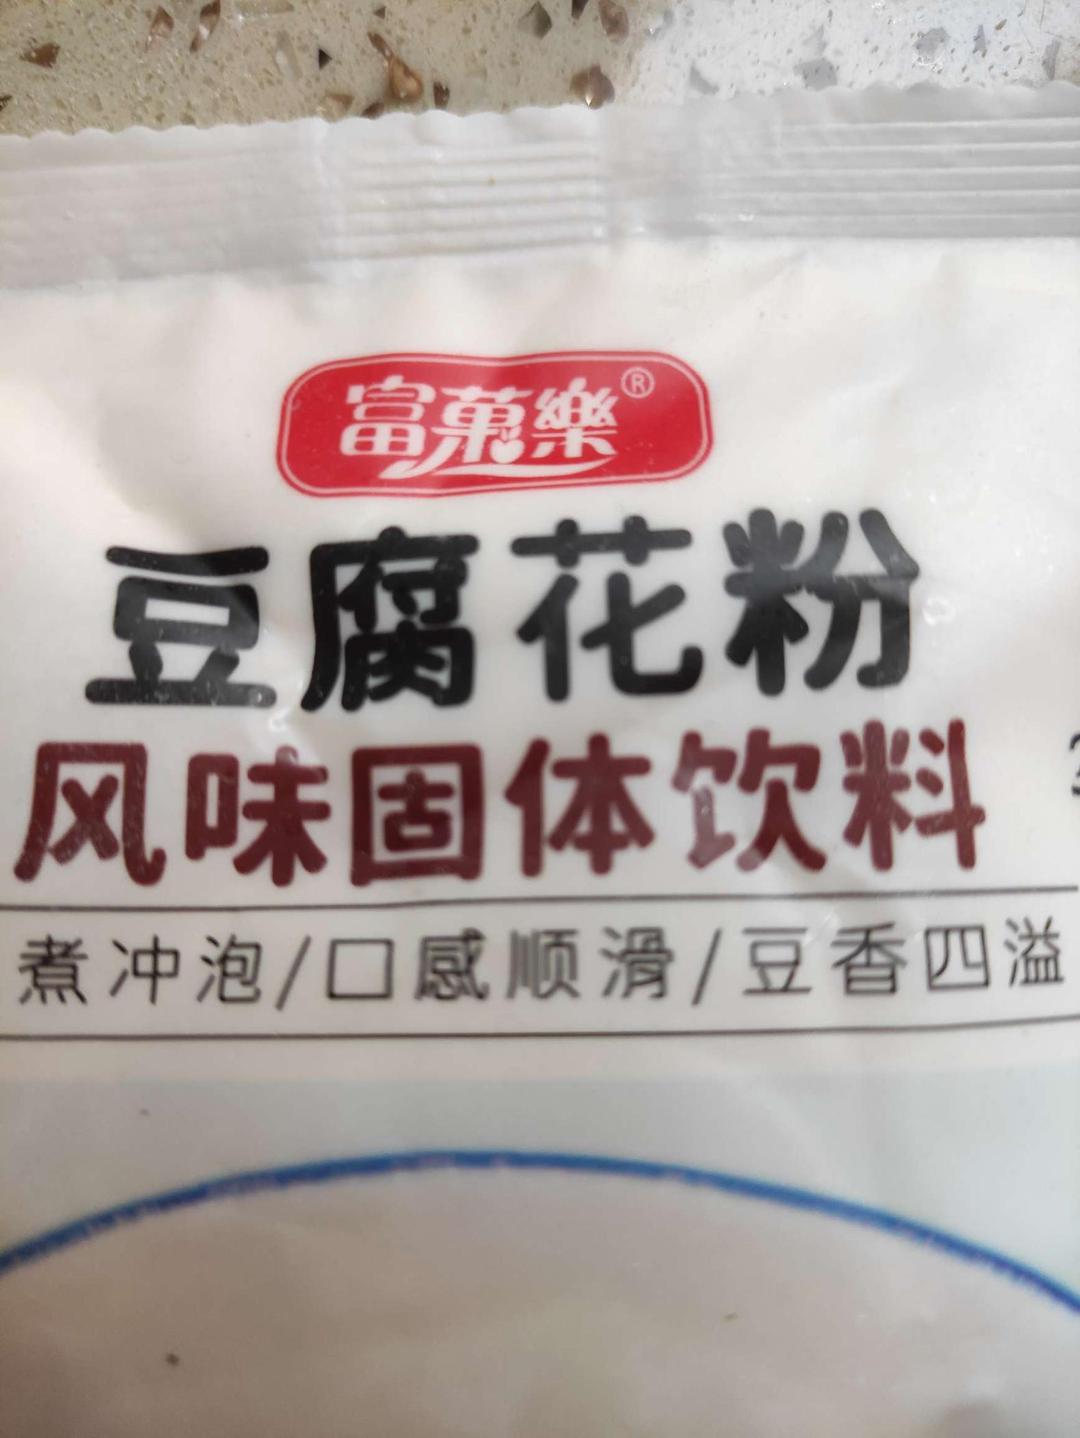 富菓樂®
豆腐花粉
风味固体饮料
煮冲泡/口感顺滑/豆香四溢